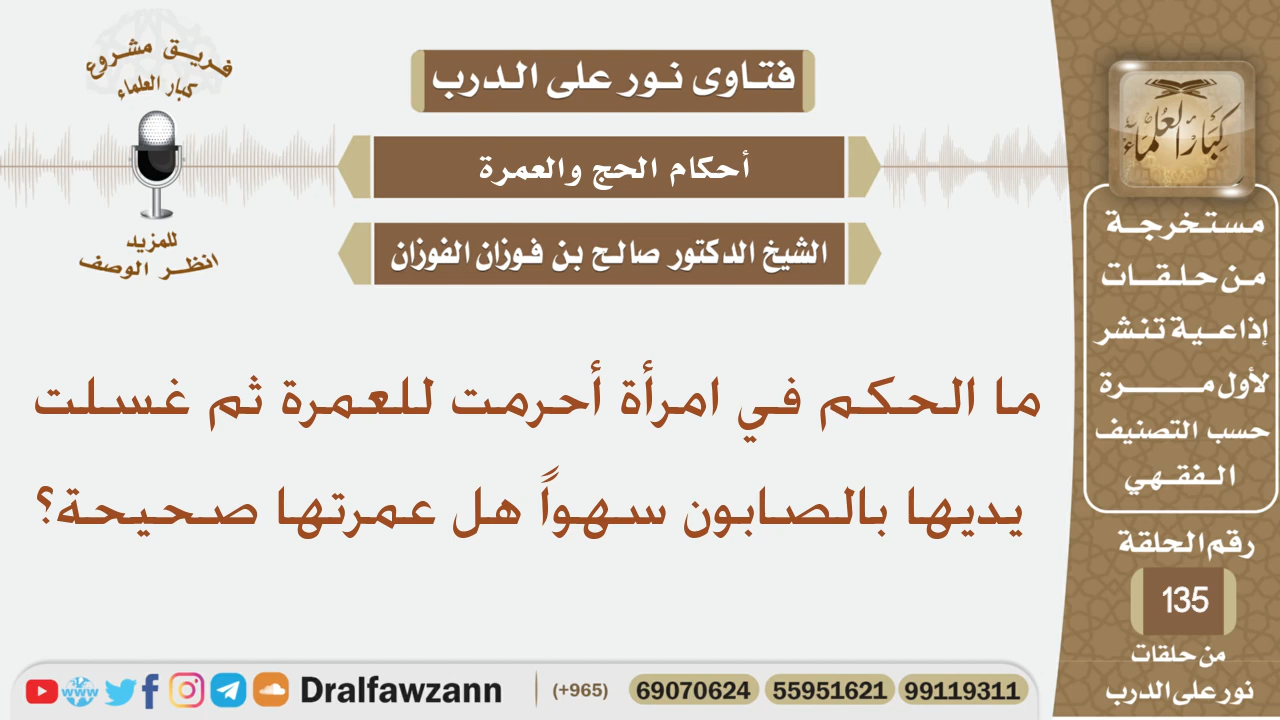 فريق مشروع
كبار العلماء
للمزيد
انظر الوصف
فتاوى نور على الدرب
أحكام الحج والعمرة
الشيخ الدكتور صالح بن فوزان الفوزان
ما الحكم في امرأة أحرمت للعمرة ثم غسلت
يديها بالصابون سهواً هل عمرتها صحيحة؟
كبار العلماء
مستخرجة
من حلقات
إذاعية تنشر
لأول مرة
حسب التصنيف
الفقهي
رقم الحلقة
135
من حلقات
نور على الدرب
www Dralfawzann (+965) 69070624 55951621 99119311